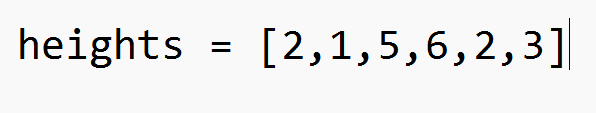 heights = [2,1,5,6,2,3]